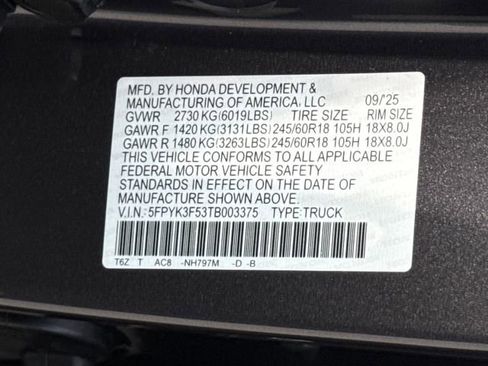 MFD. BY HONDA DEVELOPMENT &
MANUFACTURING OF AMERICA, LLC 09/'25
GVWR 2730 KG(6019LBS) TIRE SIZE RIM SIZE
GAWR F 1420 KG(3131LBS) 245/60R18 105H 18X8.0J
GAWR R 1480 KG(3263LBS) 245/60R18 105H 18X8.0J
THIS VEHICLE CONFORMS TO ALL APPLICABLE
FEDERAL MOTOR VEHICLE SAFETY
STANDARDS IN EFFECT ON THE DATE OF
MANUFACTURE SHOWN ABOVE.
V.I.N.: 5FPYK3F53TB003375 TYPE:TRUCK
T6Z T AC8 -NH797M -D -B